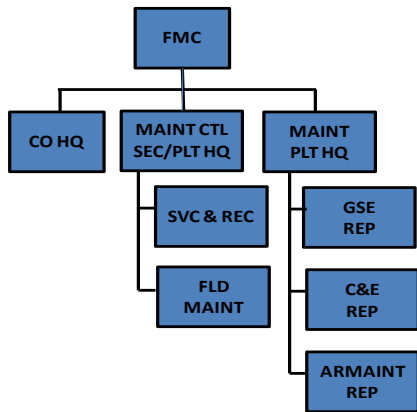 FMC
CO HQ
MAINT CTL
SEC/PLT HQ
MAINT
PLT HQ
SVC & REC
FLD
MAINT
GSE
REP
C&E
REP
ARMAINT
REP